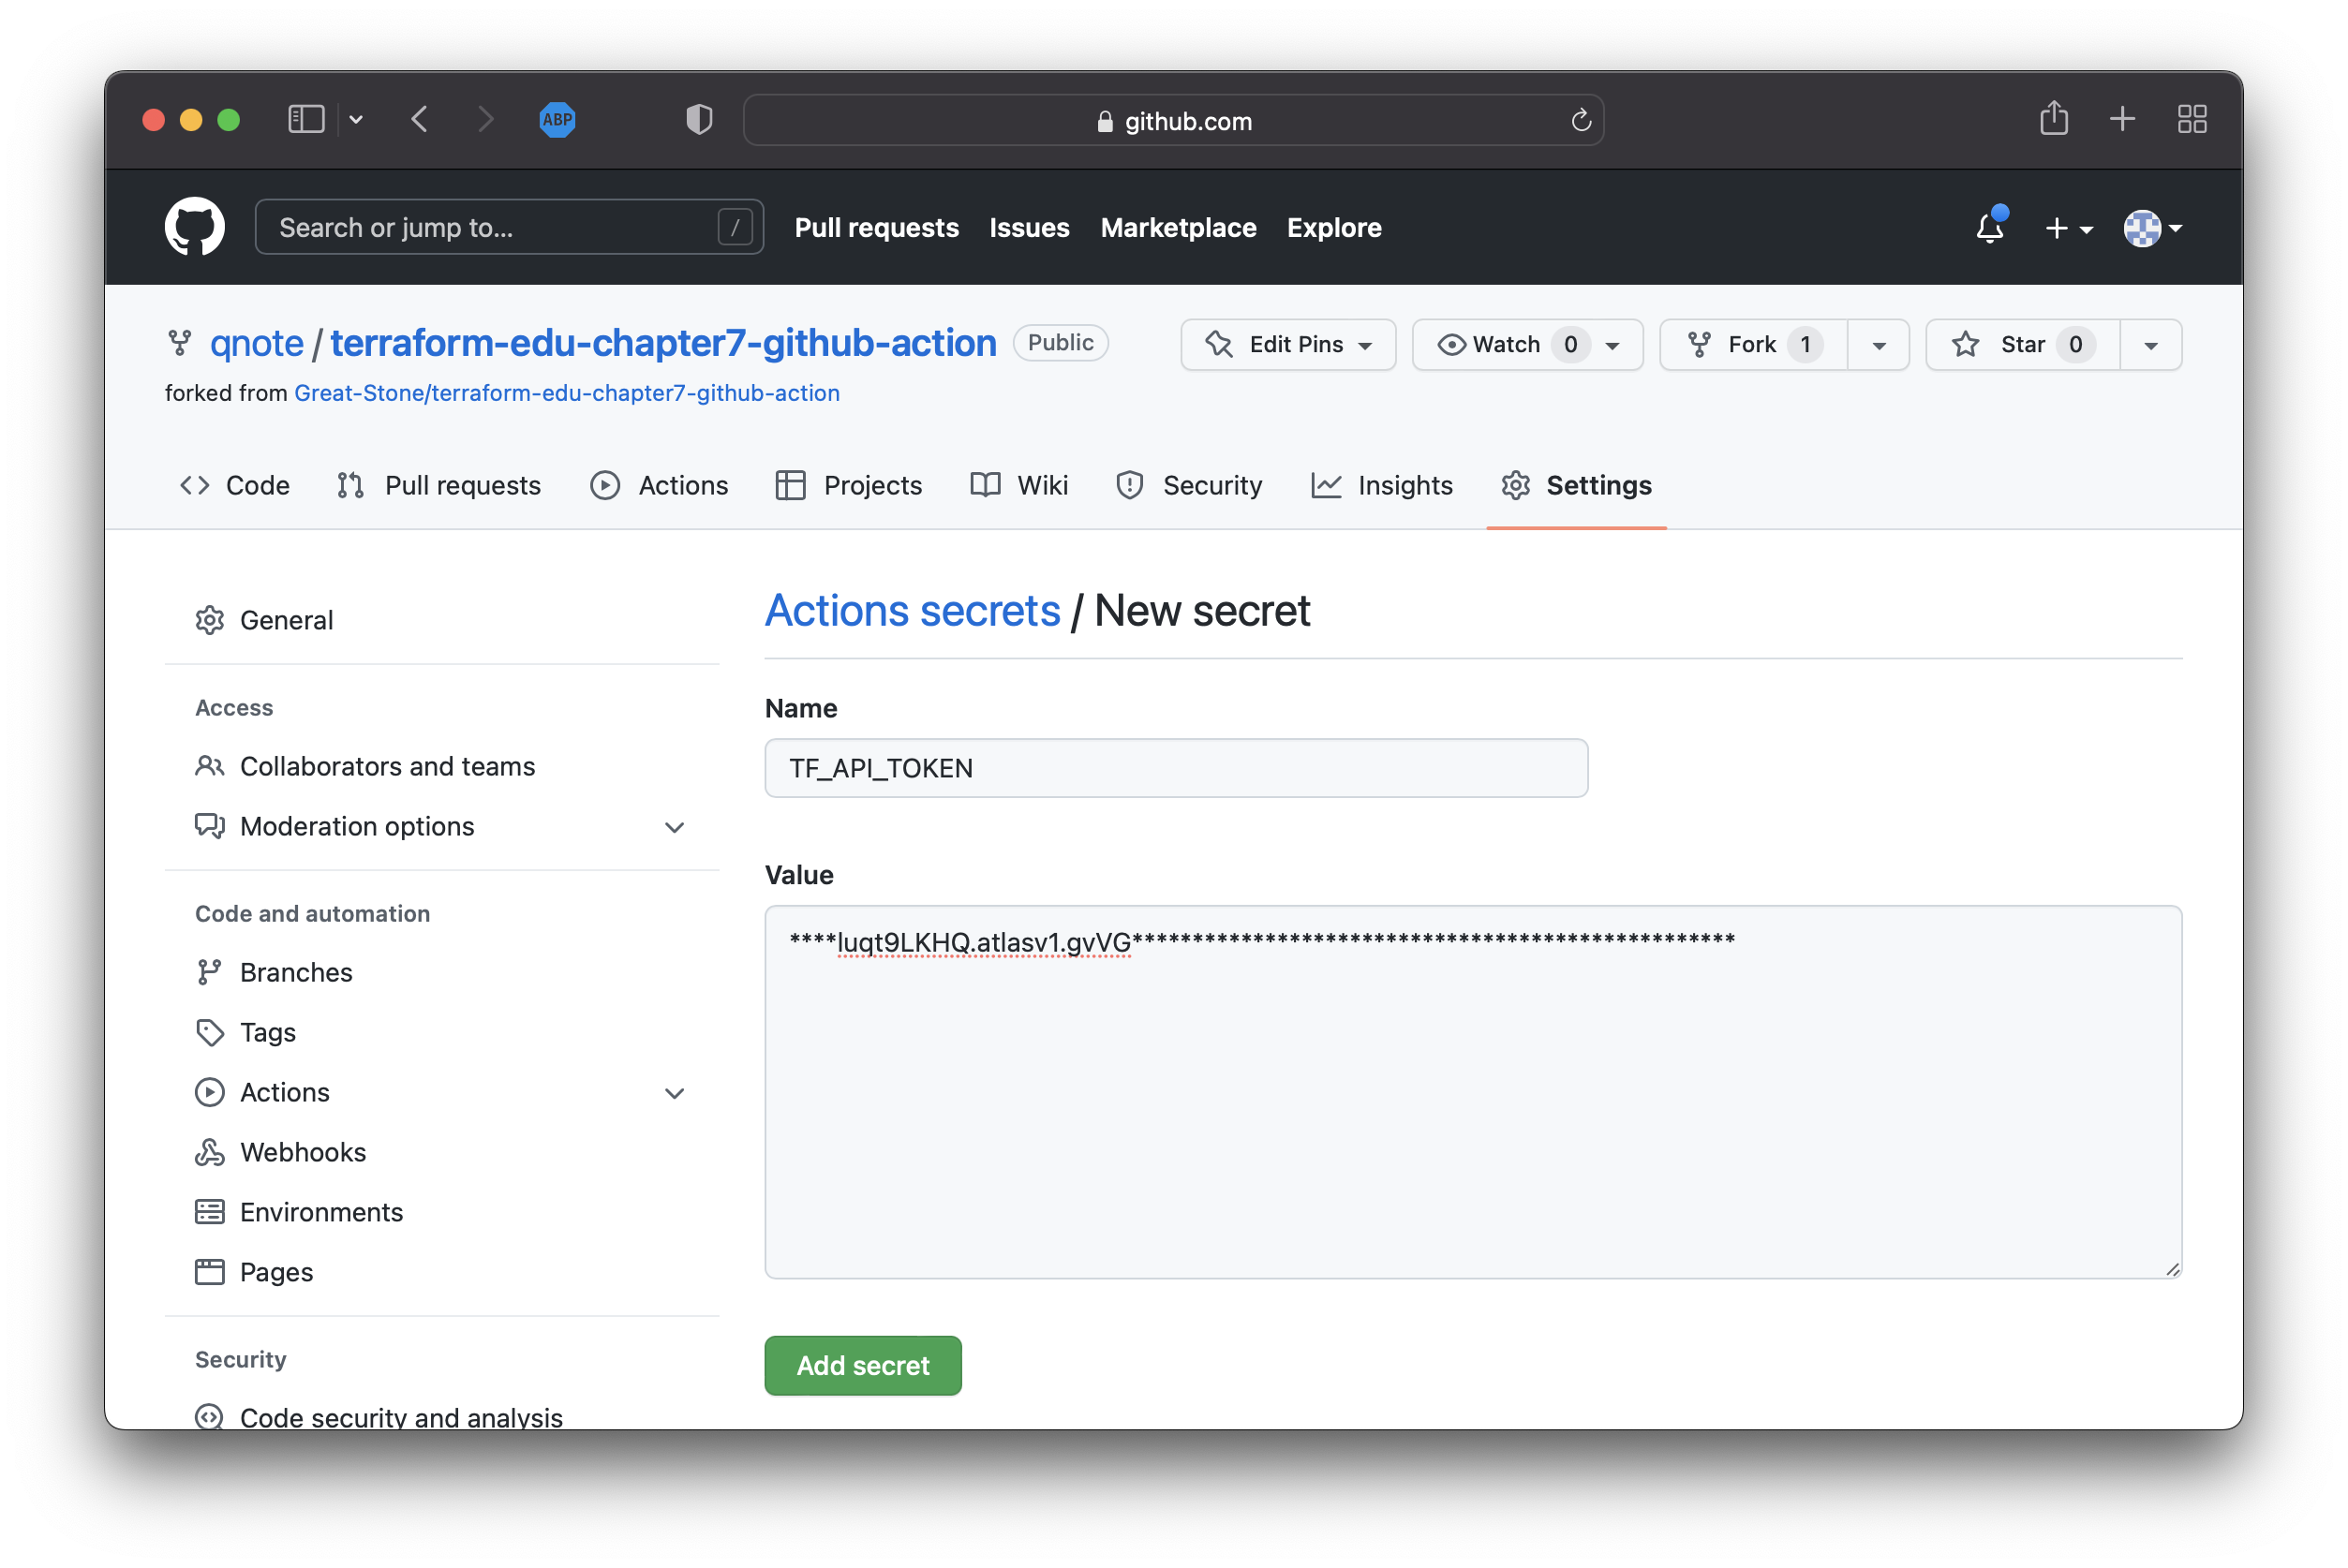 ABP
github.com
Search or jump to... /
Pull requests Issues Marketplace Explore
qnote / terraform-edu-chapter7-github-action Public
Edit Pins Watch 0 Fork 1 Star 0
forked from Great-Stone/terraform-edu-chapter7-github-action
Code Pull requests Actions Projects Wiki Security Insights Settings
General
Access
Collaborators and teams
Moderation options
Code and automation
Branches
Tags
Actions
Webhooks
Environments
Pages
Security
Code security and analysis
Actions secrets / New secret
Name
TF_API_TOKEN
Value
****luqt9LKHQ.atlasv1.gvVG**************************************************
Add secret